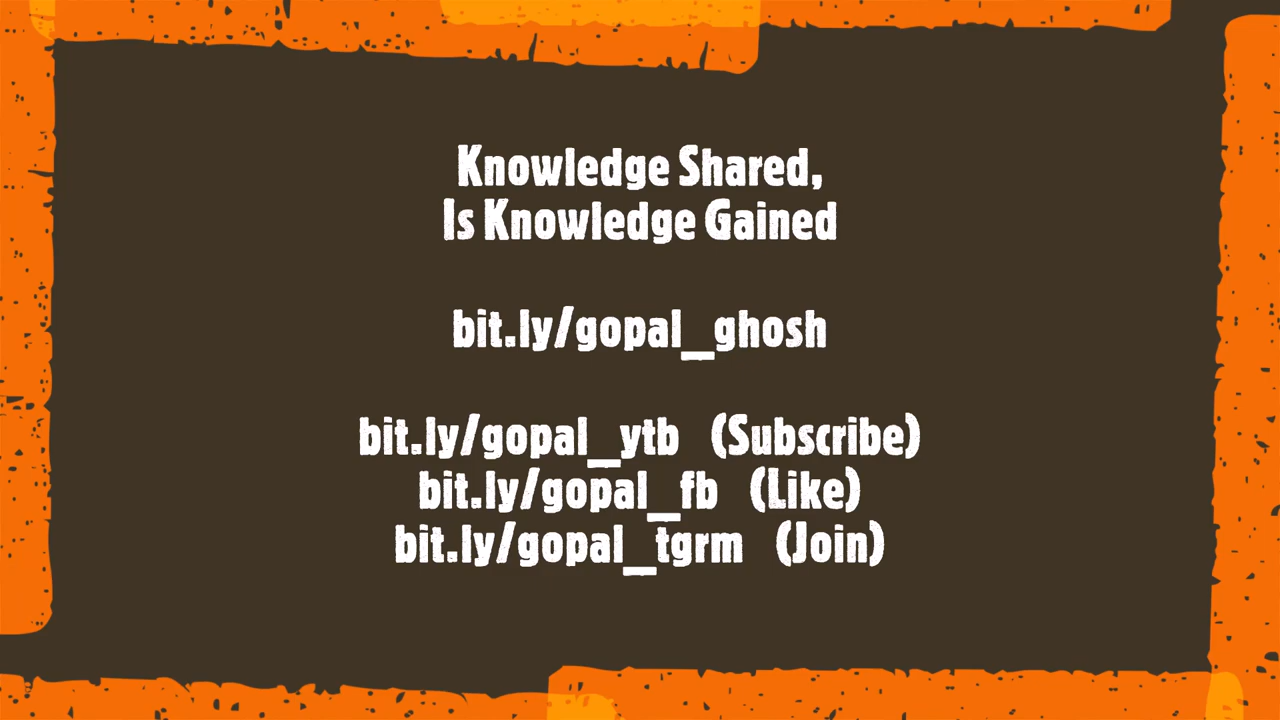 Knowledge Shared,
Is Knowledge Gained
bit.ly/gopal_ghosh
bit.ly/gopal_ytb (Subscribe)
bit.ly/gopal_fb (Like)
bit.ly/gopal_tgrm (Join)